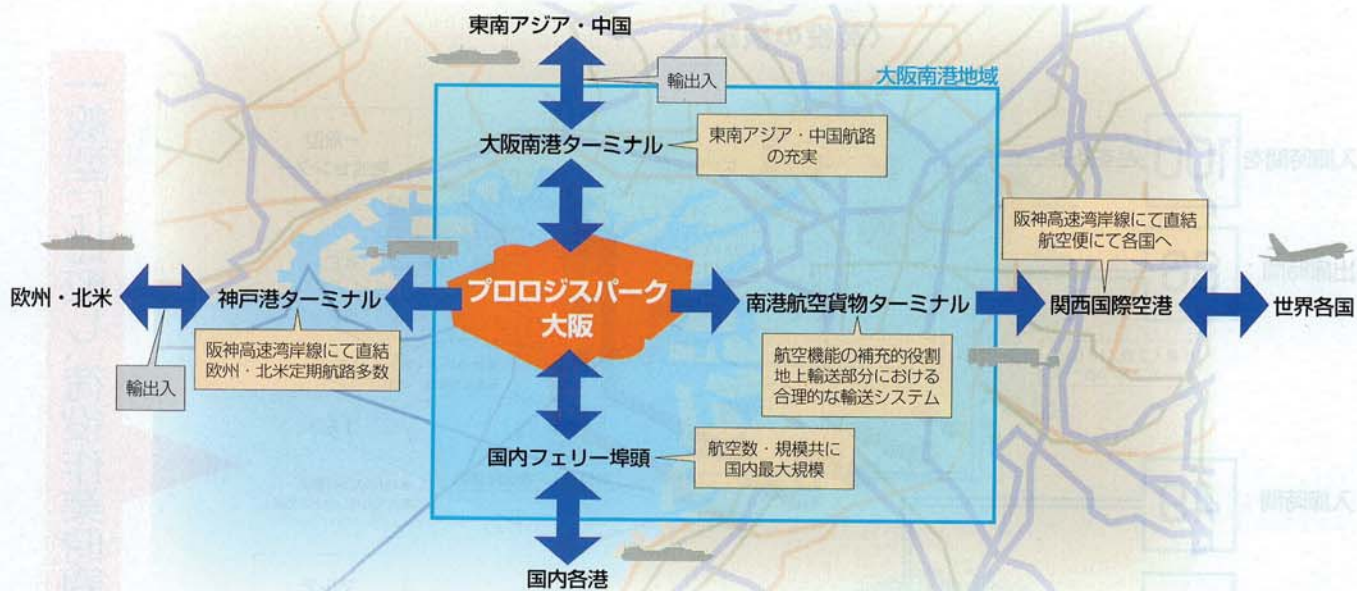 東南アジア・中国
輸出入
大阪南港地域
大阪南港ターミナル
東南アジア・中国航路
の充実
阪神高速湾岸線にて直結
航空便にて各国へ
欧州・北米
神戸港ターミナル
プロロジスパーク
大阪
南港航空貨物ターミナル
関西国際空港
世界各国
輸出入
阪神高速湾岸線にて直結
欧州・北米定期航路多数
航空機能の補充的役割
地上輸送部分における
合理的な輸送システム
国内フェリー埠頭
航空数・規模共に
国内最大規模
国内各港